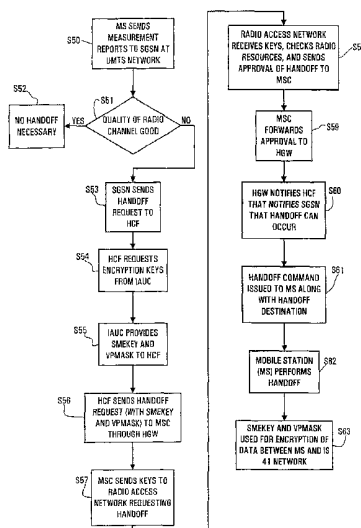 S50
MS SENDS
MEASUREMENT
REPORTS TO SGSN AT
UMTS NETWORK
S51
QUALITY OF RADIO
CHANNEL GOOD
YES
NO
S52
NO HANDOFF
NECESSARY
S53
SGSN SENDS
HANDOFF
REQUEST TO
HCF
S54
HCF REQUESTS
ENCRYPTION KEYS
FROM IAUC
S55
IAUC PROVIDES
SMEKEY AND
VPMASK TO HCF
S56
HCF SENDS HANDOFF
REQUEST (WITH SMEKEY
AND VPMASK) TO MSC
THROUGH HGW
S57
MSC SENDS KEYS TO
RADIO ACCESS
NETWORK REQUESTING
HANDOFF
RADIO ACCESS NETWORK
RECEIVES KEYS, CHECKS RADIO
RESOURCES, AND SENDS
APPROVAL OF HANDOFF TO
MSC
S59
MSC
FORWARDS
APPROVAL TO
HGW
S60
HGW NOTIFIES HCF
THAT NOTIFIES SGSN
THAT HANDOFF CAN
OCCUR
S61
HANDOFF COMMAND
ISSUED TO MS ALONG
WITH HANDOFF
DESTINATION
S62
MOBILE STATION
(MS) PERFORMS
HANDOFF
S63
SMEKEY AND VPMASK
USED FOR ENCRYPTION OF
DATA BETWEEN MS AND IS
41 NETWORK